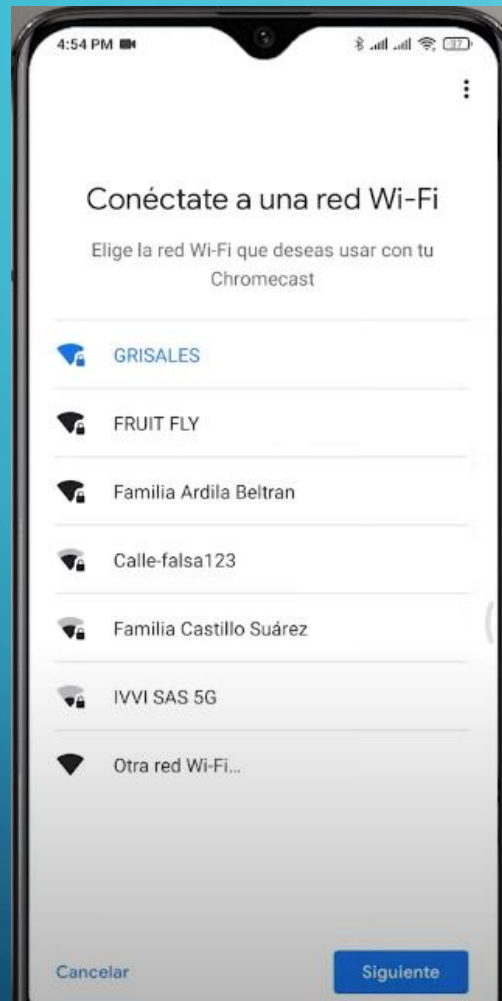 4:54 PM 37
Conéctate a una red Wi-Fi
Elige la red Wi-Fi que deseas usar con tu
Chromecast
GRISALES
FRUIT FLY
Familia Ardila Beltran
Calle-falsa123
Familia Castillo Suárez
IVVI SAS 5G
Otra red Wi-Fi...
Cancelar Siguiente